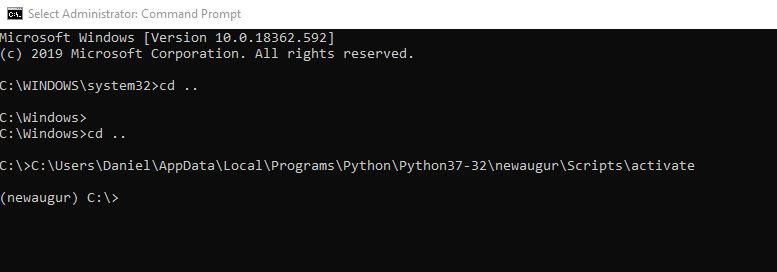 Select Administrator: Command Prompt
Microsoft Windows [Version 10.0.18362.592]
(c) 2019 Microsoft Corporation. All rights reserved.
C:\WINDOWS\system32>cd ..
C:\Windows>
C:\Windows>cd ..
C:\>C:\Users\Daniel\AppData\Local\Programs\Python\Python37-32\newaugur\Scripts\activate
(newaugur) C:\>